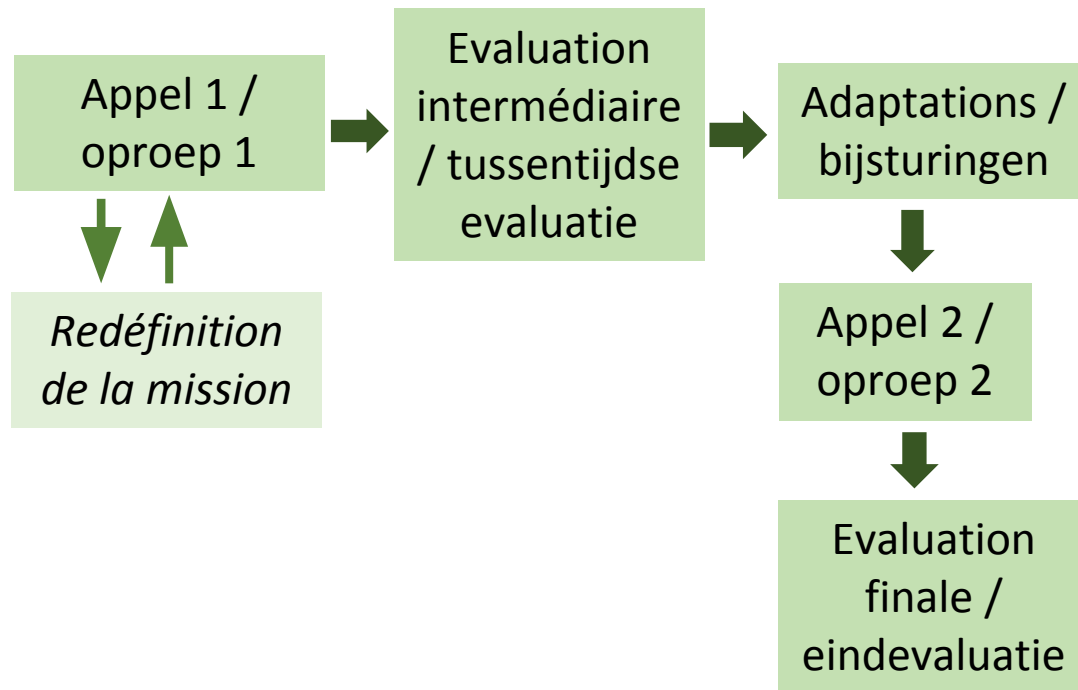 Appel 1 /
oproep 1
Evaluation
intermédiaire
/ tussentijdse
evaluatie
Adaptations /
bijsturingen
Redéfinition
de la mission
Appel 2 /
oproep 2
Evaluation
finale /
eindevaluatie